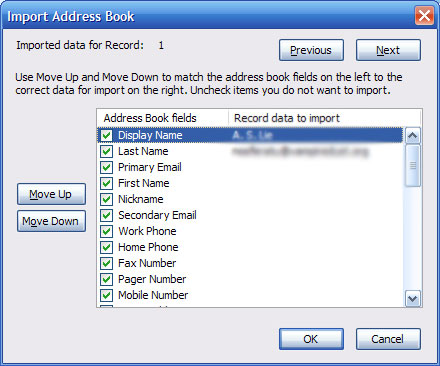 Import Address Book
Imported data for Record: 1
Previous Next
Use Move Up and Move Down to match the address book fields on the left to the
correct data for import on the right. Uncheck items you do not want to import.
Address Book fields Record data to import
Display Name A. S. Lie
Last Name
Primary Email
First Name
Move Up Nickname
Secondary Email
Move Down Work Phone
Home Phone
Fax Number
Pager Number
Mobile Number
OK Cancel